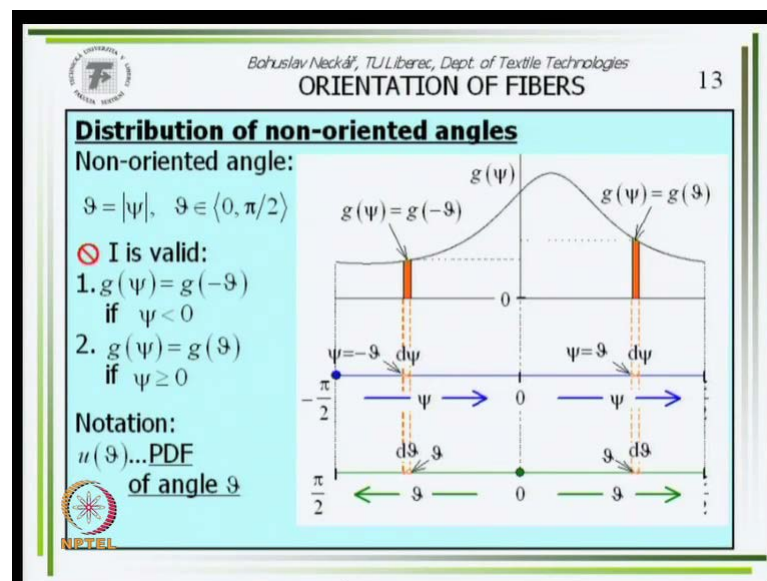 Bohuslav Neckář, TU Liberec, Dept. of Textile Technologies
ORIENTATION OF FIBERS
13
Distribution of non-oriented angles
Non-oriented angle:
ϑ = |ψ|, ϑ ∈ ⟨0, π/2⟩
I is valid:
1. g(ψ) = g(-ϑ)
if ψ < 0
2. g(ψ) = g(ϑ)
if ψ ≥ 0
Notation:
u(ϑ)...PDF
of angle ϑ
g(ψ)
g(ψ) = g(-ϑ)
g(ψ) = g(ϑ)
0
ψ=-ϑ dψ
ψ=ϑ dψ
-π/2 ψ 0 ψ
dϑ ϑ
ϑ dϑ
π/2 ϑ 0 ϑ
NPTEL